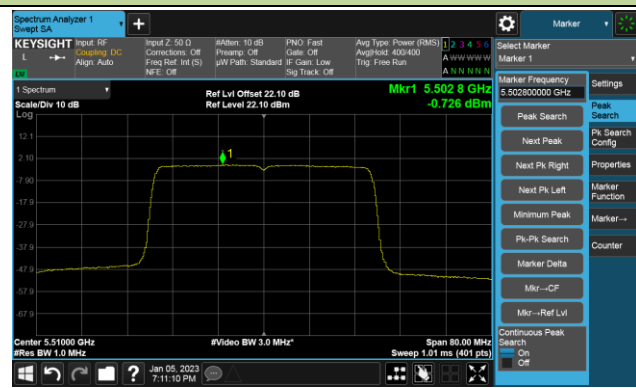 Spectrum Analyzer 1
Swept SA
+
Marker
KEYSIGHT
L
LXI
Input: RF
Coupling: DC
Align: Auto
Input Z: 50 Ω
Corrections: Off
Freq Ref: Int (S)
NFE: Off
#Atten: 10 dB
Preamp: Off
µW Path: Standard
PNO: Fast
Gate: Off
IF Gain: Low
Sig Track: Off
Avg Type: Power (RMS)
Avg|Hold: 400/400
Trig: Free Run
1 2 3 4 5 6
A W W W W W
A N N N N N
Select Marker
Marker 1
1 Spectrum
Scale/Div 10 dB
Log
Ref Lvl Offset 22.10 dB
Ref Level 22.10 dBm
Mkr1 5.502 8 GHz
-0.726 dBm
12.1
2.10
-7.90
-17.9
-27.9
-37.9
-47.9
-57.9
-67.9
1
Center 5.51000 GHz
#Res BW 1.0 MHz
#Video BW 3.0 MHz*
Span 80.00 MHz
Sweep 1.01 ms (401 pts)
Marker Frequency
5.502800000 GHz
Peak Search
Next Peak
Next Pk Right
Next Pk Left
Minimum Peak
Pk-Pk Search
Marker Delta
Mkr→CF
Mkr→Ref Lvl
Continuous Peak
Search
On
Off
Settings
Peak
Search
Pk Search
Config
Properties
Marker
Function
Marker→
Counter
?
Jan 05, 2023
7:11:10 PM